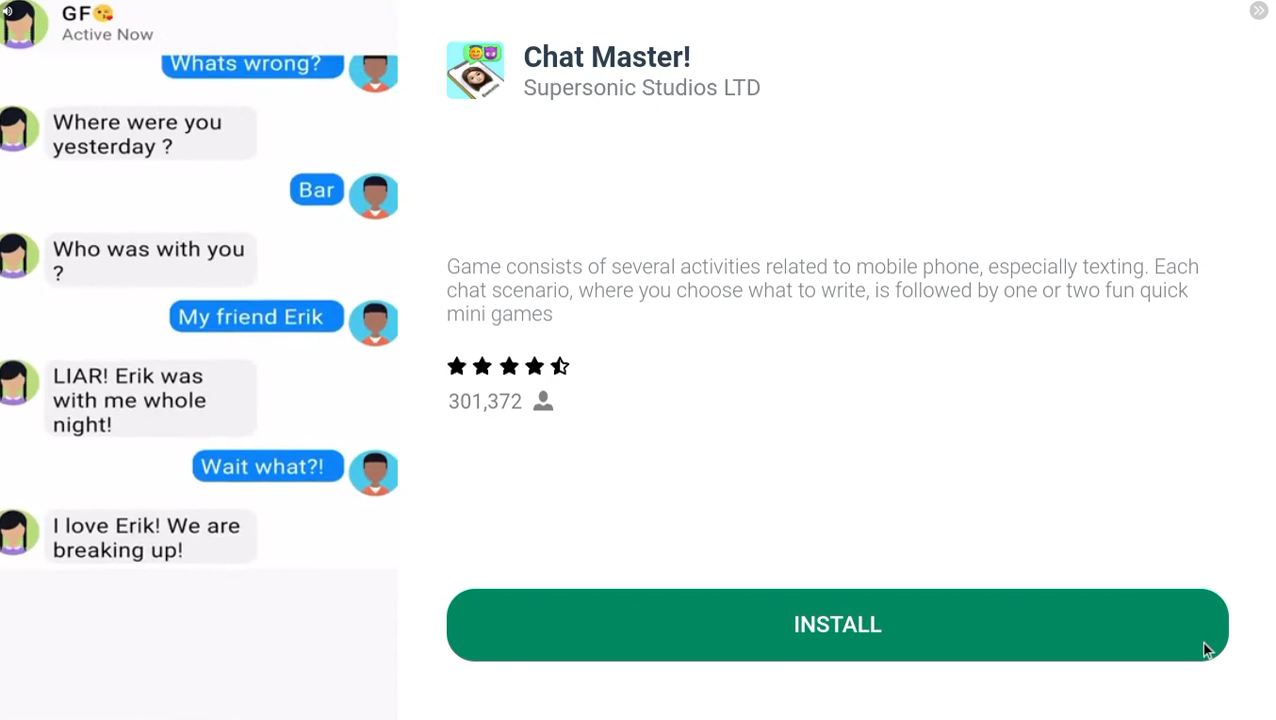 GF😘
Active Now
Whats wrong?
Where were you
yesterday ?
Bar
Who was with you
?
My friend Erik
LIAR! Erik was
with me whole
night!
Wait what?!
I love Erik! We are
breaking up!
Chat Master!
Supersonic Studios LTD
Game consists of several activities related to mobile phone, especially texting. Each
chat scenario, where you choose what to write, is followed by one or two fun quick
mini games
301,372
INSTALL